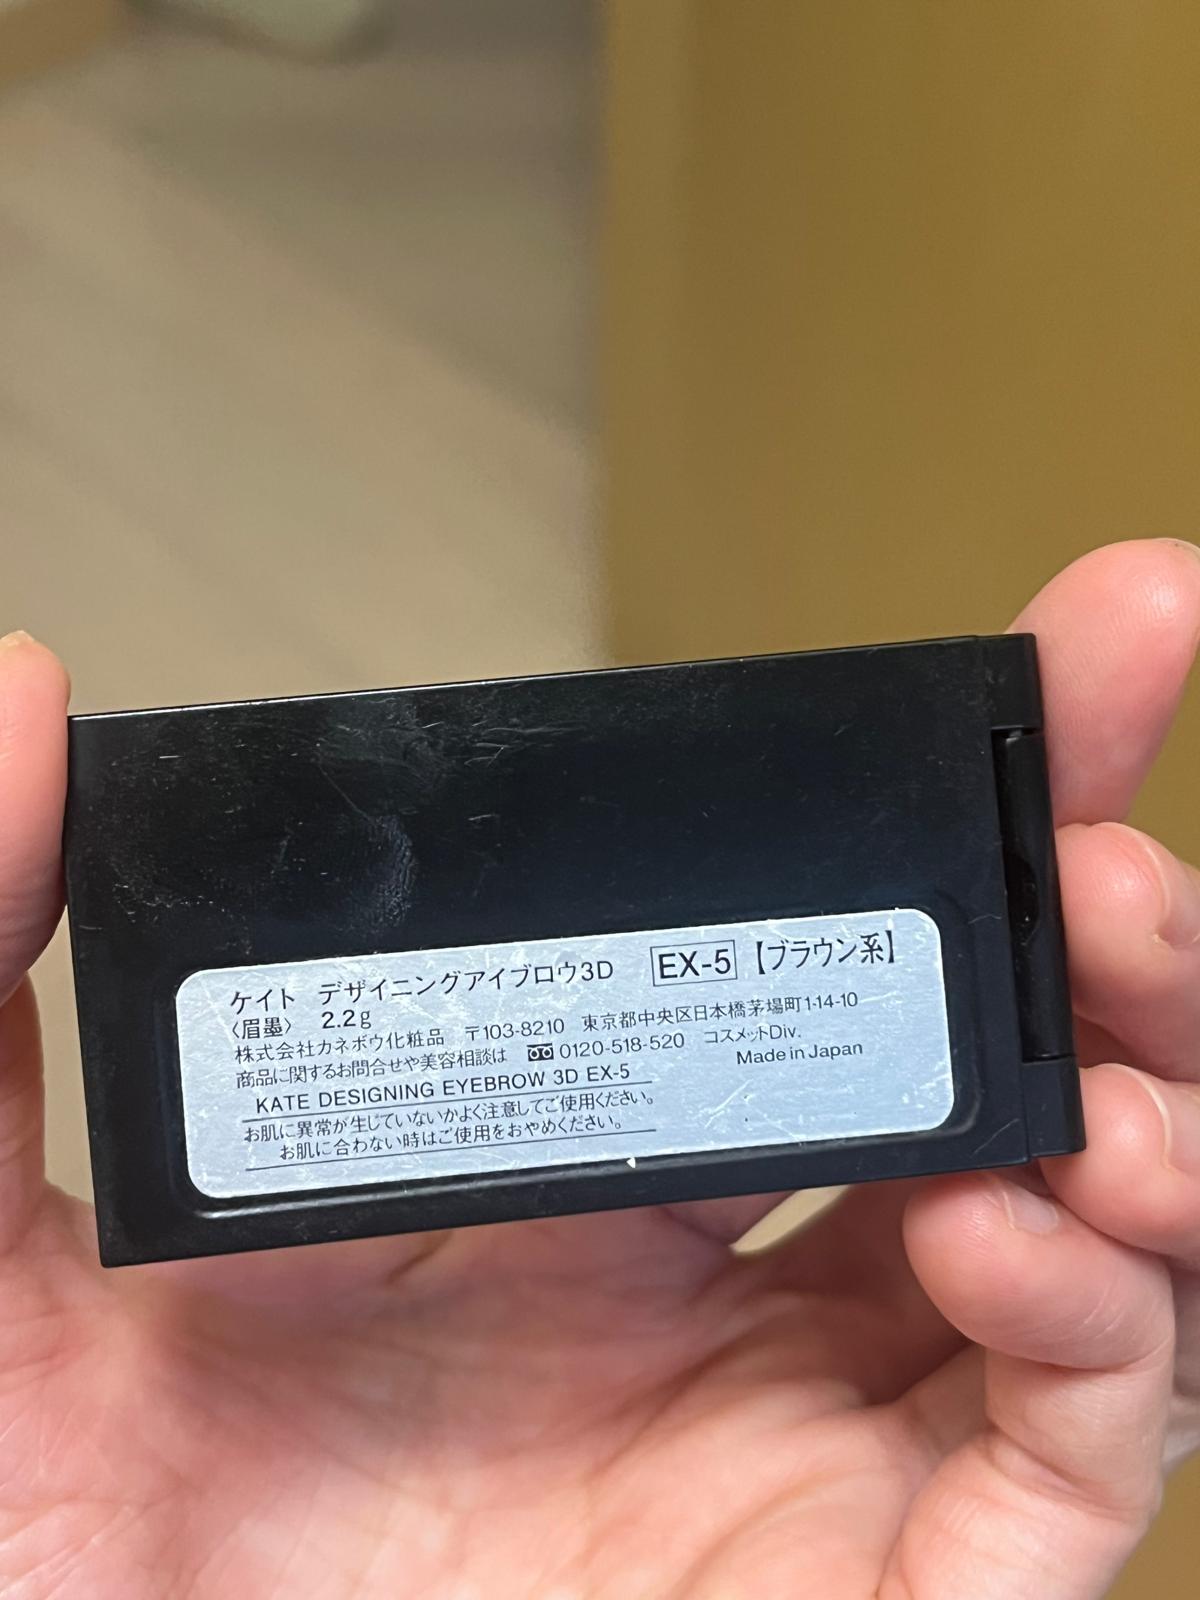 ケイト デザイニングアイブロウ3D EX-5 【ブラウン系】
〈眉墨〉 2.2g
株式会社カネボウ化粧品 〒103-8210 東京都中央区日本橋茅場町1-14-10
商品に関するお問合せや美容相談は 0120-518-520 コスメットDiv.
KATE DESIGNING EYEBROW 3D EX-5 Made in Japan
お肌に異常が生じていないかよく注意してご使用ください。
お肌に合わない時はご使用をおやめください。